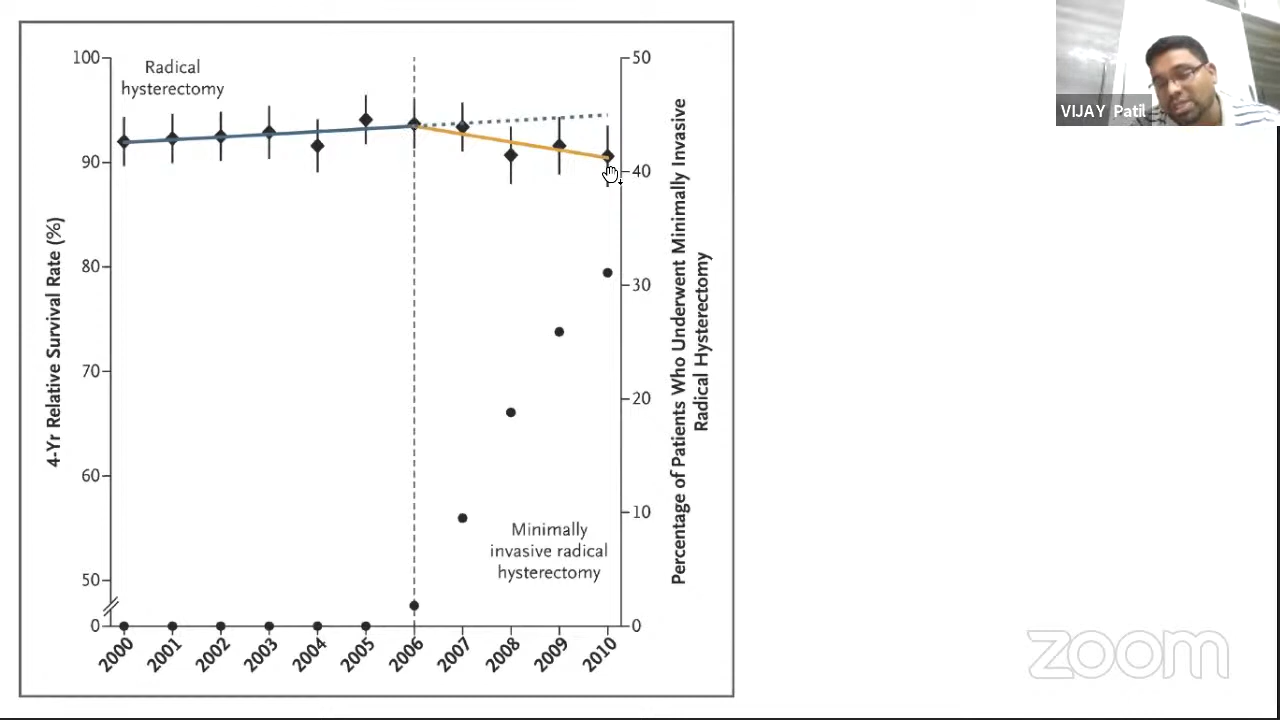 Radical
hysterectomy
100
90
80
70
60
50
0
4-Yr Relative Survival Rate (%)
50
40
30
20
10
0
Percentage of Patients Who Underwent Minimally Invasive
Radical Hysterectomy
Minimally
invasive radical
hysterectomy
2000
2001
2002
2003
2004
2005
2006
2007
2008
2009
2010
VIJAY Patil
zoom